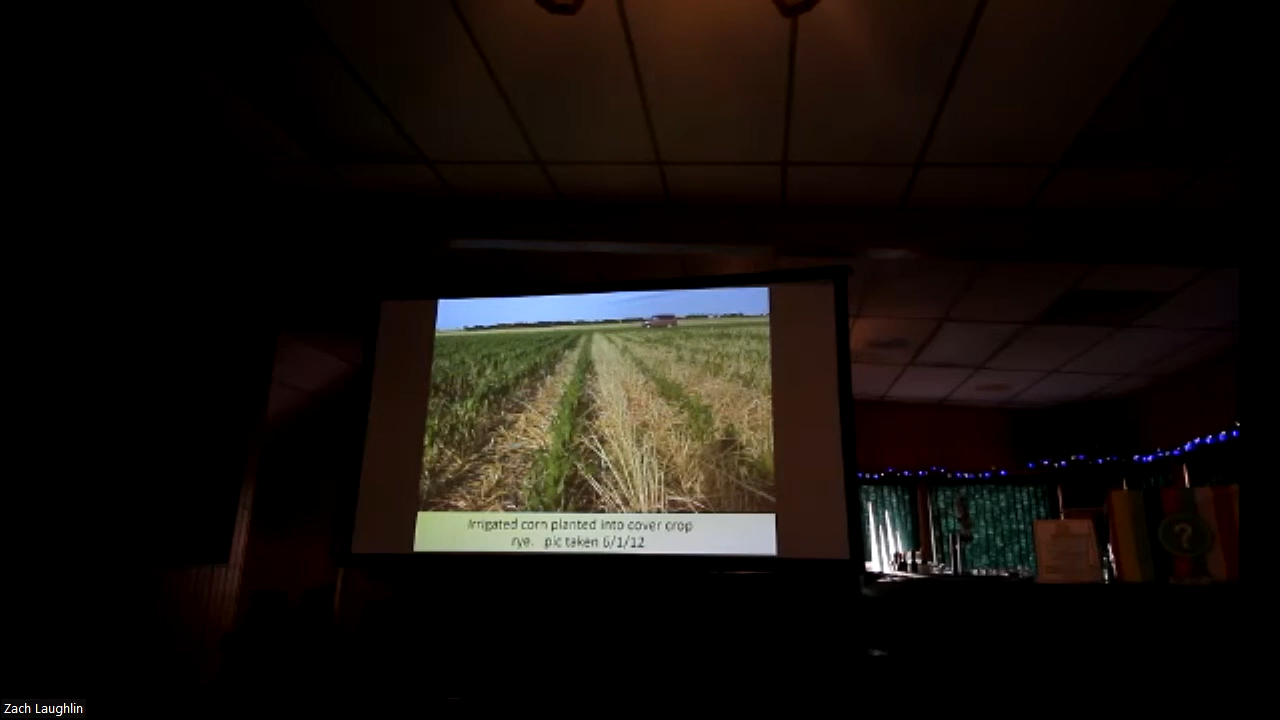 Irrigated corn planted into cover crop
rye. pic taken 6/1/12
?
Zach Laughlin